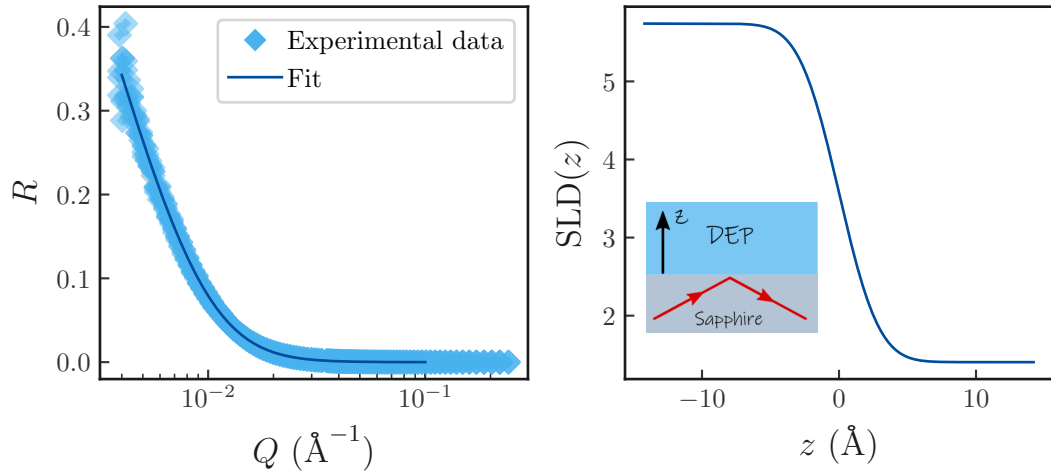 0.4
0.3
0.2
0.1
0.0
R
Experimental data
Fit
10⁻² 10⁻¹
Q (Å⁻¹)
5
4
3
2
SLD(z)
z
DEP
Sapphire
−10 0 10
z (Å)